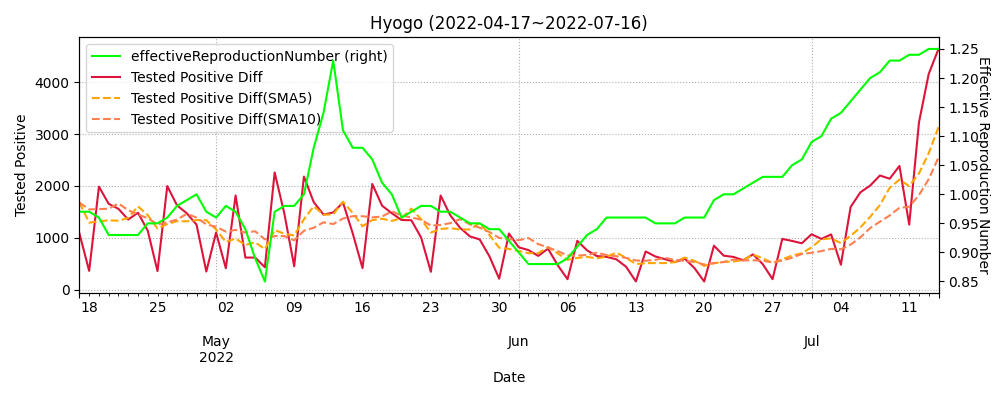 Hyogo (2022-04-17~2022-07-16)
effectiveReproductionNumber (right)
Tested Positive Diff
Tested Positive Diff(SMA5)
Tested Positive Diff(SMA10)
Tested Positive
4000
3000
2000
1000
0
1.25
1.20
1.15
1.10
1.05
1.00
0.95
0.90
0.85
Effective Reproduction Number
18 25 02 09 16 23 30 06 13 20 27 04 11
May Jun Jul
2022
Date